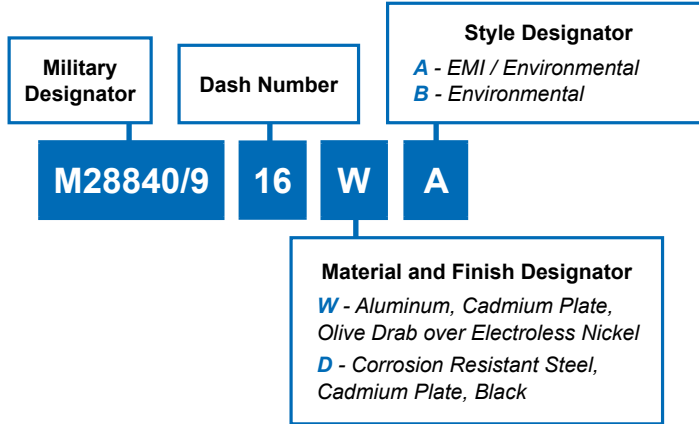 Style Designator
A - EMI / Environmental
B - Environmental
Military
Designator
Dash Number
M28840/9 16 W A
Material and Finish Designator
W - Aluminum, Cadmium Plate,
Olive Drab over Electroless Nickel
D - Corrosion Resistant Steel,
Cadmium Plate, Black